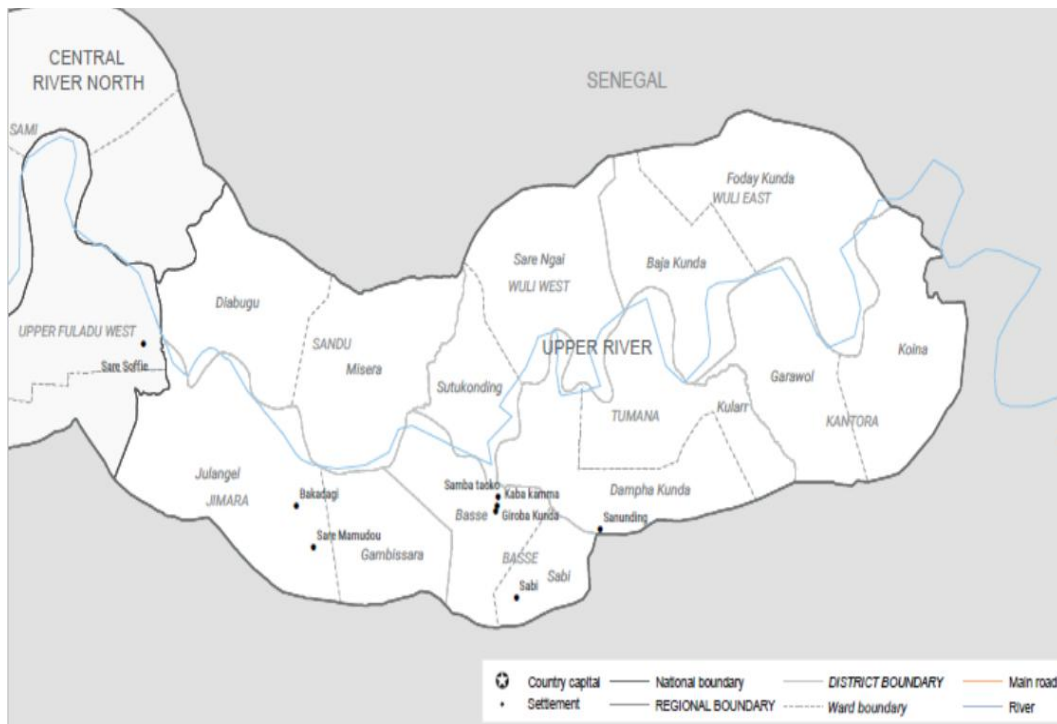 CENTRAL
RIVER NORTH
SENEGAL
SAMI
Foday Kunda
WULI EAST
Sare Ngai
Baja Kunda
WULI WEST
Diabugu
UPPER FULADU WEST
SANDU
UPPER RIVER
Koina
Sare Soffie
Misera
Sutukonding
Garawol
Kularr
TUMANA
KANTORA
Julangel
Samba tacko
Dampha Kunda
JIMARA
Bakadagi
Kaba kamma
Basse
Giroba Kunda
Sanunding
Sare Mamudou
Gambissara
BASSE
Sabi
Sabi
Country capital
National boundary
DISTRICT BOUNDARY
Main road
Settlement
REGIONAL BOUNDARY
Ward boundary
River